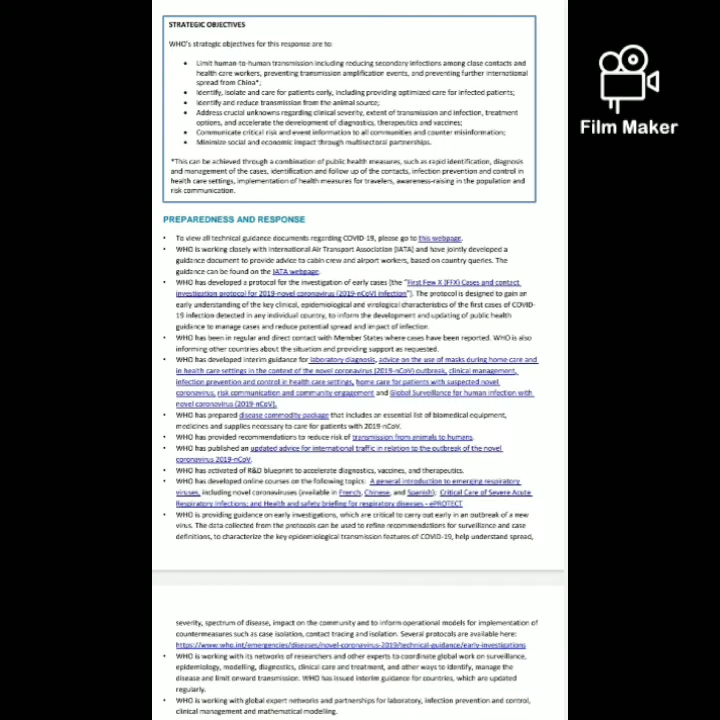 STRATEGIC OBJECTIVES
WHO's strategic objectives for this response are to:
• Limit human-to-human transmission including reducing secondary infections among close contacts and
health care workers, preventing transmission amplification events, and preventing further international
spread from China*;
• Identify, isolate and care for patients early, including providing optimized care for infected patients;
• Identify and reduce transmission from the animal source;
• Address crucial unknowns regarding clinical severity, extent of transmission and infection, treatment
options, and accelerate the development of diagnostics, therapeutics and vaccines;
• Communicate critical risk and event information to all communities and counter misinformation;
• Minimize social and economic impact through multisectoral partnerships.
*This can be achieved through a combination of public health measures, such as rapid identification, diagnosis
and management of the cases, identification and follow up of the contacts, infection prevention and control in
health care settings, implementation of health measures for travelers, awareness-raising in the population and
risk communication.
PREPAREDNESS AND RESPONSE
• To view all technical guidance documents regarding COVID-19, please go to this webpage.
• WHO is working closely with International Air Transport Association (IATA) and have jointly developed a
guidance document to provide advice to cabin crew and airport workers, based on country queries. The
guidance can be found on the IATA webpage.
• WHO has developed a protocol for the investigation of early cases (the "First Few X (FFX) Cases and contact
investigation protocol for 2019-novel coronavirus (2019-nCoV) infection"). The protocol is designed to gain an
early understanding of the key clinical, epidemiological and virological characteristics of the first cases of COVID-
19 infection detected in any individual country, to inform the development and updating of public health
guidance to manage cases and reduce potential spread and impact of infection.
• WHO has been in regular and direct contact with Member States where cases have been reported. WHO is also
informing other countries about the situation and providing support as requested.
• WHO has developed interim guidance for laboratory diagnosis, advice on the use of masks during home care and
in health care settings in the context of the novel coronavirus (2019-nCoV) outbreak, clinical management,
infection prevention and control in health care settings, home care for patients with suspected novel
coronavirus, risk communication and community engagement and Global Surveillance for human infection with
novel coronavirus (2019-nCoV).
• WHO has prepared disease commodity package that includes an essential list of biomedical equipment,
medicines and supplies necessary to care for patients with 2019-nCoV.
• WHO has provided recommendations to reduce risk of transmission from animals to humans.
• WHO has published an updated advice for international traffic in relation to the outbreak of the novel
coronavirus 2019-nCoV.
• WHO has activated of R&D blueprint to accelerate diagnostics, vaccines, and therapeutics.
• WHO has developed online courses on the following topics: A general introduction to emerging respiratory
viruses, including novel coronaviruses (available in French, Chinese, and Spanish); Critical Care of Severe Acute
Respiratory Infections; and Health and safety briefing for respiratory diseases - ePROTECT
• WHO is providing guidance on early investigations, which are critical to carry out early in an outbreak of a new
virus. The data collected from the protocols can be used to refine recommendations for surveillance and case
definitions, to characterize the key epidemiological transmission features of COVID-19, help understand spread,
severity, spectrum of disease, impact on the community and to inform operational models for implementation of
countermeasures such as case isolation, contact tracing and isolation. Several protocols are available here:
https://www.who.int/emergencies/diseases/novel-coronavirus-2019/technical-guidance/early-investigations
• WHO is working with its networks of researchers and other experts to coordinate global work on surveillance,
epidemiology, modelling, diagnostics, clinical care and treatment, and other ways to identify, manage the
disease and limit onward transmission. WHO has issued interim guidance for countries, which are updated
regularly.
• WHO is working with global expert networks and partnerships for laboratory, infection prevention and control,
clinical management and mathematical modelling.
Film Maker